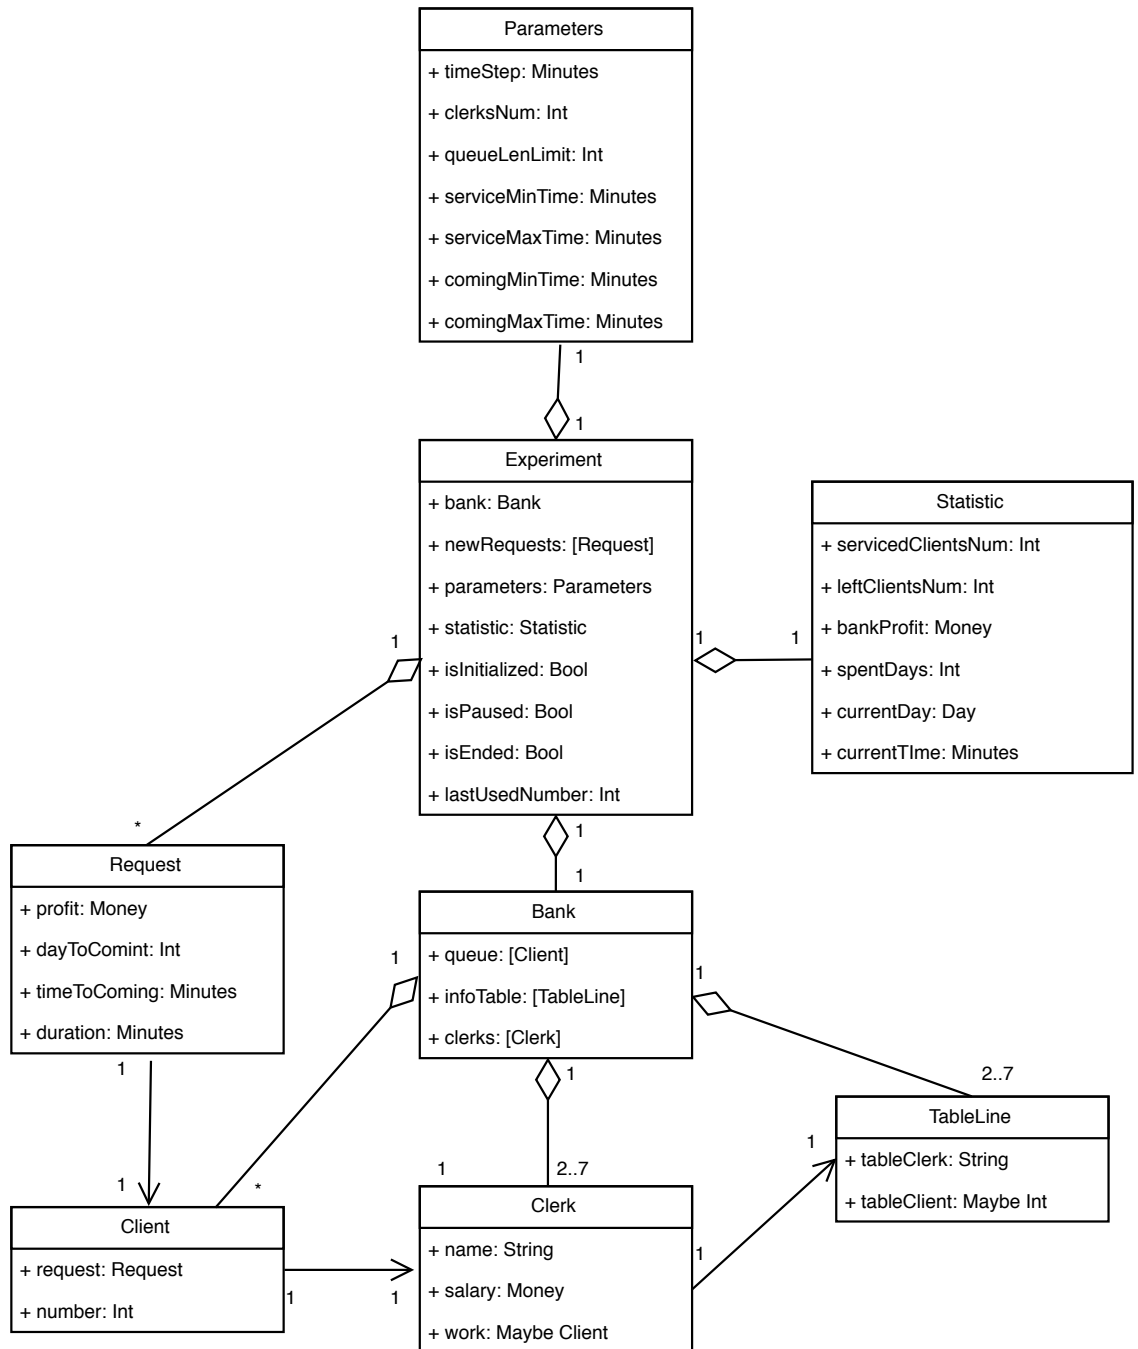 Parameters
+ timeStep: Minutes
+ clerksNum: Int
+ queueLenLimit: Int
+ serviceMinTime: Minutes
+ serviceMaxTime: Minutes
+ comingMinTime: Minutes
+ comingMaxTime: Minutes
1
1
Experiment
+ bank: Bank
+ newRequests: [Request]
+ parameters: Parameters
+ statistic: Statistic
+ isInitialized: Bool
+ isPaused: Bool
+ isEnded: Bool
+ lastUsedNumber: Int
1
1
Statistic
+ servicedClientsNum: Int
+ leftClientsNum: Int
+ bankProfit: Money
+ spentDays: Int
+ currentDay: Day
+ currentTIme: Minutes
1
*
Request
+ profit: Money
+ dayToComint: Int
+ timeToComing: Minutes
+ duration: Minutes
1
1
Bank
+ queue: [Client]
+ infoTable: [TableLine]
+ clerks: [Clerk]
1
*
1
2..7
1
2..7
1
TableLine
+ tableClerk: String
+ tableClient: Maybe Int
1
1
1
1
Client
+ request: Request
+ number: Int
1
1
Clerk
+ name: String
+ salary: Money
+ work: Maybe Client